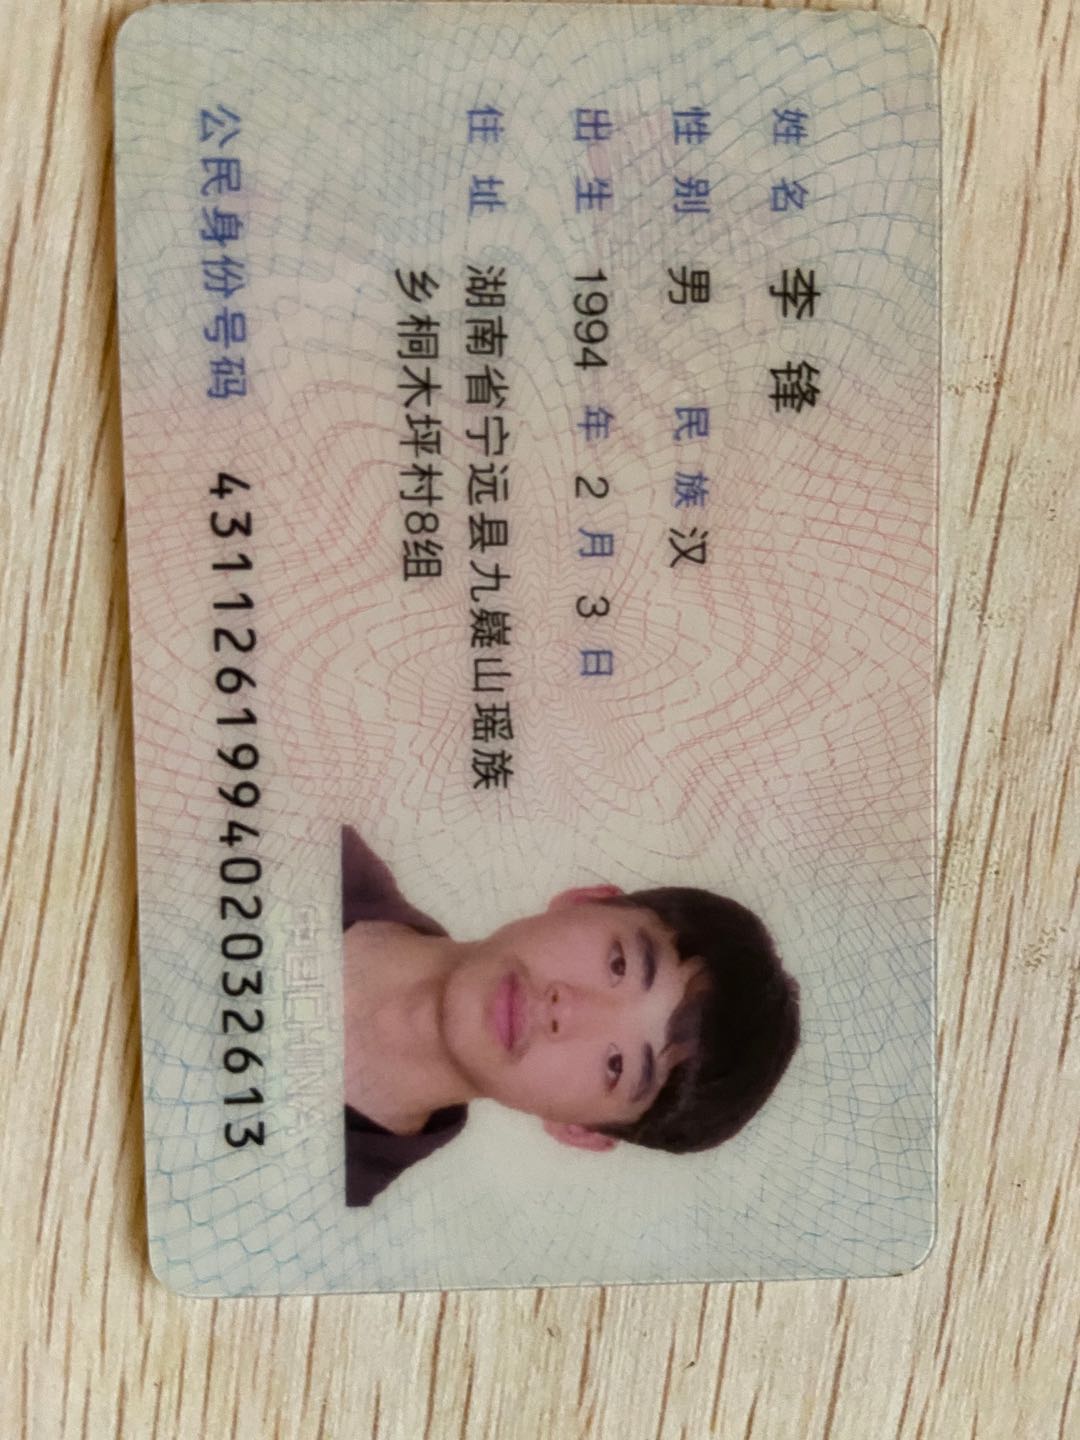 姓名 李锋
性别 男 民族 汉
出生 1994 年 2 月 3 日
住址 湖南省宁远县九嶷山瑶族
乡桐木坪村8组
公民身份号码 431126199402032613